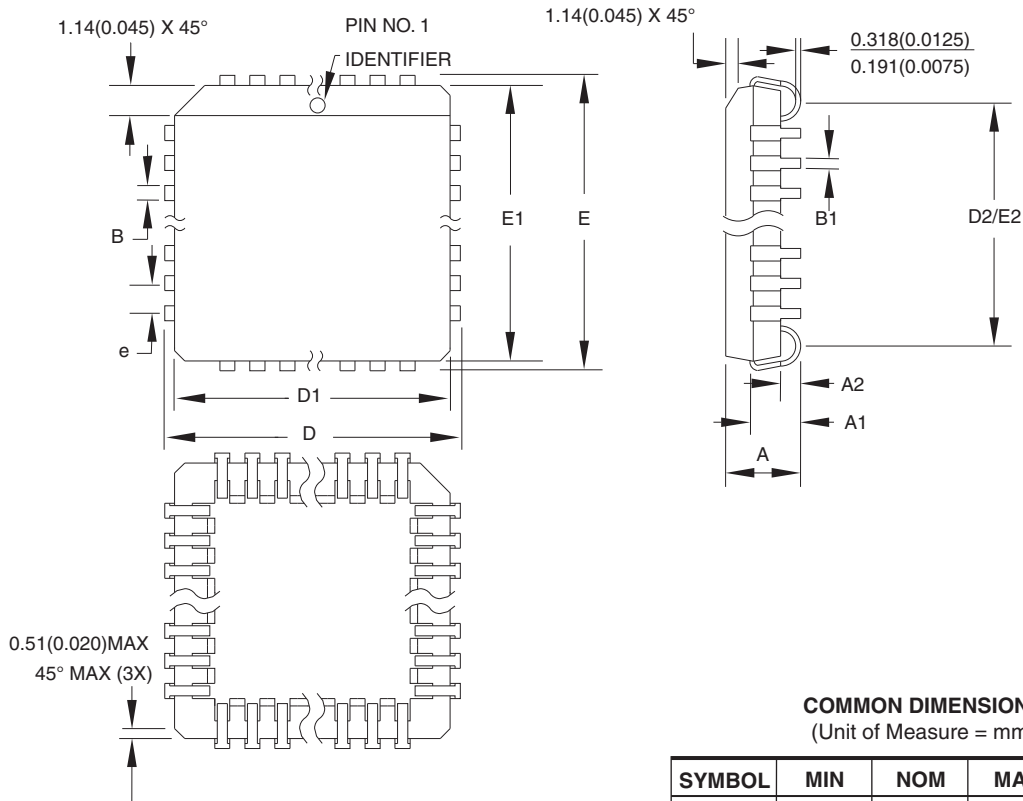 1.14(0.045) X 45°
PIN NO. 1
IDENTIFIER
1.14(0.045) X 45°
0.318(0.0125)
0.191(0.0075)
B
e
E1
E
B1
D2/E2
D1
D
A2
A1
A
0.51(0.020)MAX
45° MAX (3X)
COMMON DIMENSION
(Unit of Measure = mm
SYMBOL MIN NOM MA